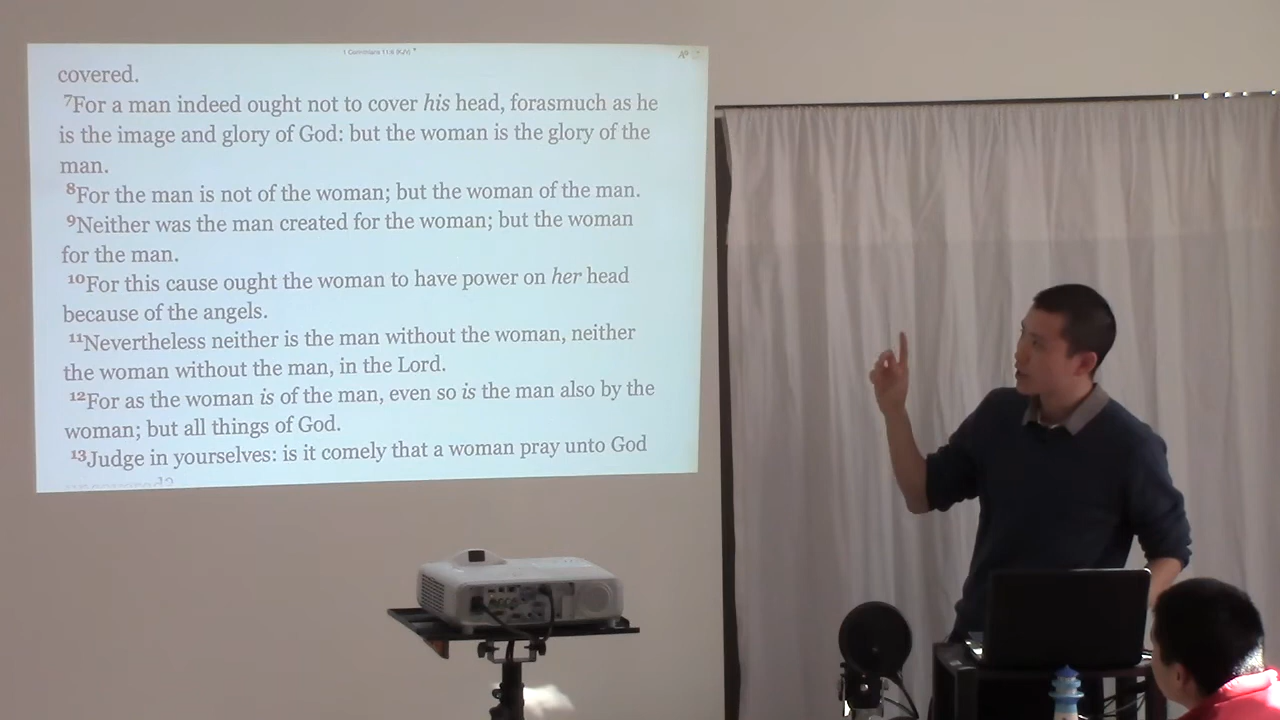 1 Corinthians 11:6 (KJV)
covered.
7For a man indeed ought not to cover his head, forasmuch as he
is the image and glory of God: but the woman is the glory of the
man.
8For the man is not of the woman; but the woman of the man.
9Neither was the man created for the woman; but the woman
for the man.
10For this cause ought the woman to have power on her head
because of the angels.
11Nevertheless neither is the man without the woman, neither
the woman without the man, in the Lord.
12For as the woman is of the man, even so is the man also by the
woman; but all things of God.
13Judge in yourselves: is it comely that a woman pray unto God